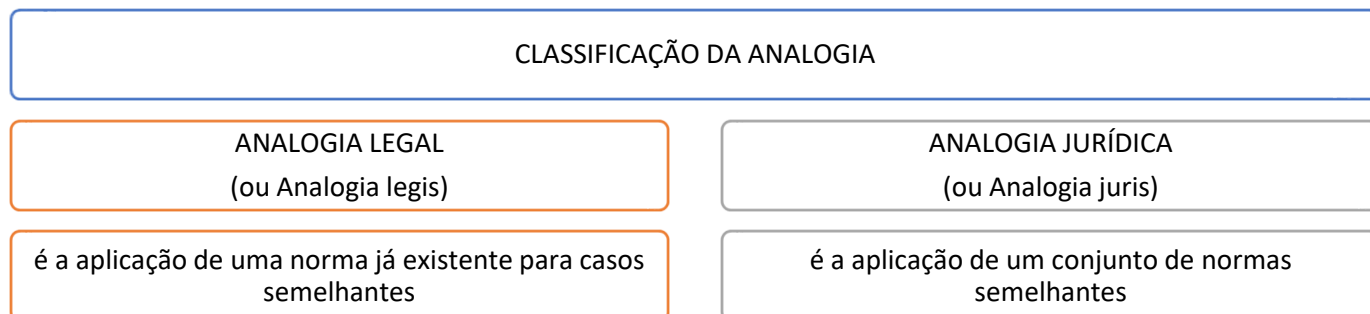 CLASSIFICAÇÃO DA ANALOGIA
ANALOGIA LEGAL
(ou Analogia legis)
é a aplicação de uma norma já existente para casos
semelhantes
ANALOGIA JURÍDICA
(ou Analogia juris)
é a aplicação de um conjunto de normas
semelhantes